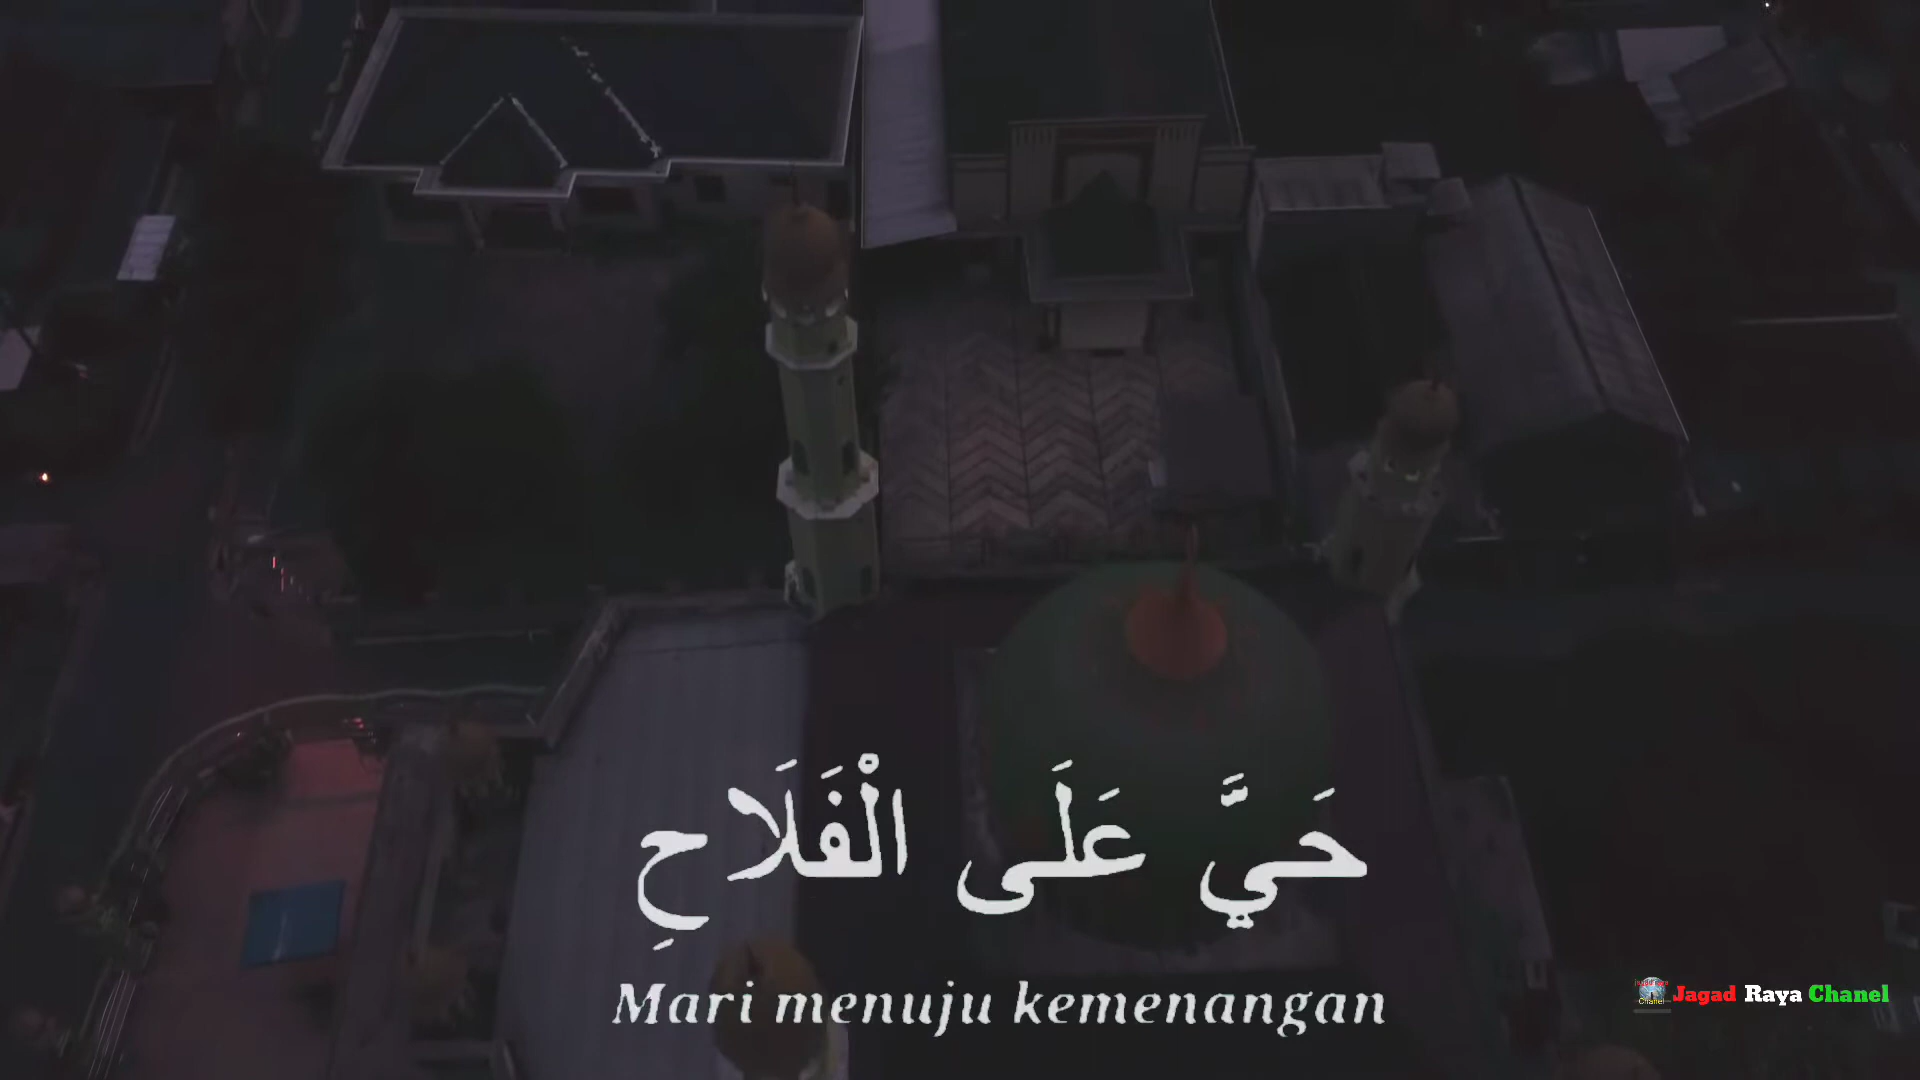 حَيَّ عَلَى الْفَلَاحِ
Mari menuju kemenangan
Jagad Raya Chanel